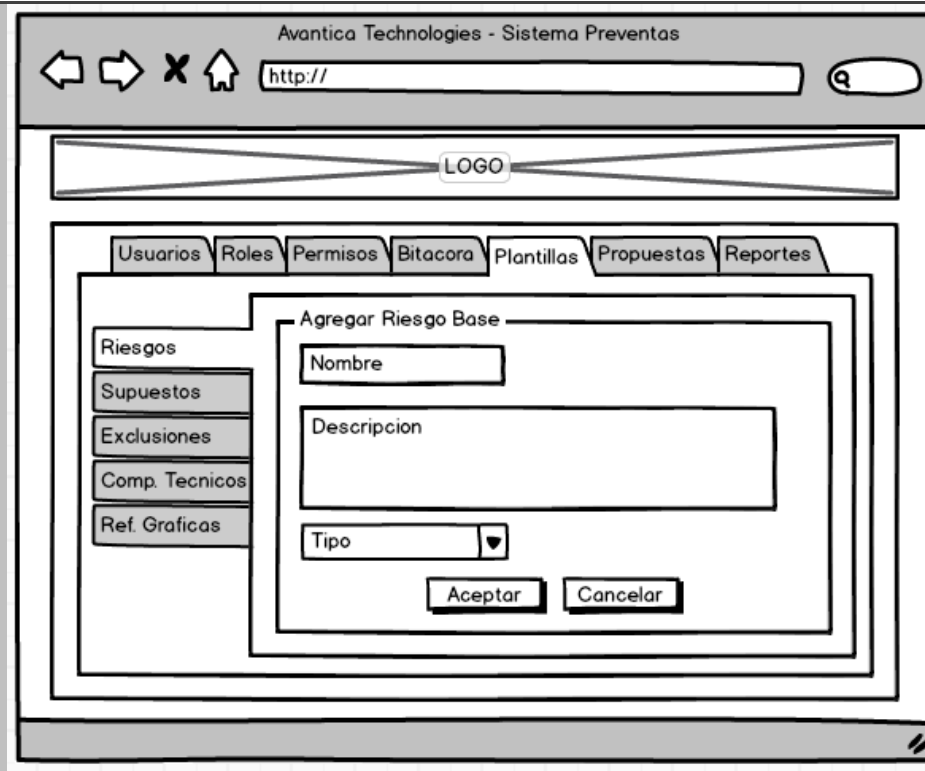 Avantica Technologies - Sistema Preventas
http://
LOGO
Usuarios Roles Permisos Bitacora Plantillas Propuestas Reportes
Riesgos
Supuestos
Exclusiones
Comp. Tecnicos
Ref. Graficas
Agregar Riesgo Base
Nombre
Descripcion
Tipo
Aceptar Cancelar